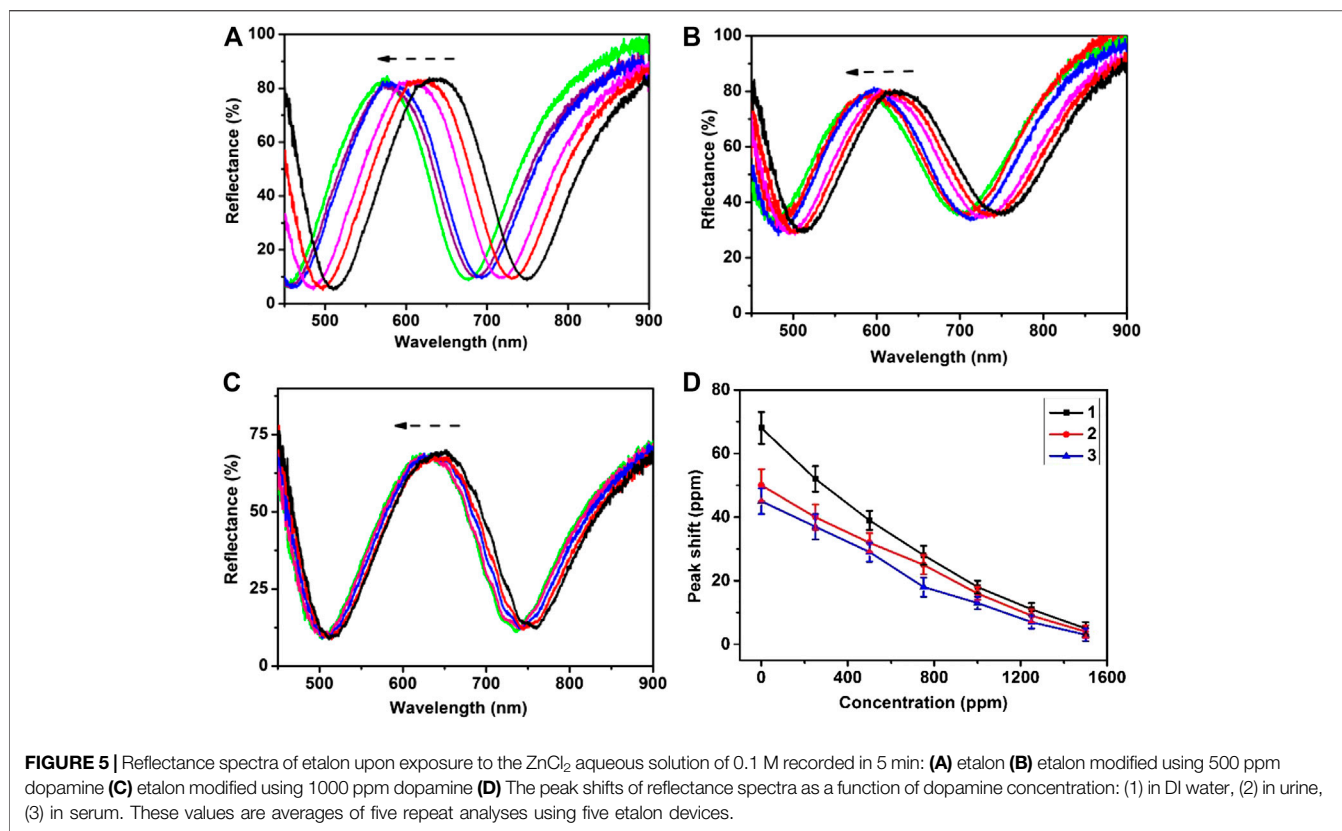 A
100
80
60
40
20
0
Reflectance (%)
500 600 700 800 900
Wavelength (nm)
B
100
80
60
40
20
0
Rflectance (%)
500 600 700 800 900
Wavelength (nm)
C
75
50
25
0
Reflectance (%)
500 600 700 800 900
Wavelength (nm)
D
80
60
40
20
0
Peak shift (ppm)
1
2
3
0 400 800 1200 1600
Concentration (ppm)
FIGURE 5 | Reflectance spectra of etalon upon exposure to the ZnCl₂ aqueous solution of 0.1 M recorded in 5 min: (A) etalon (B) etalon modified using 500 ppm
dopamine (C) etalon modified using 1000 ppm dopamine (D) The peak shifts of reflectance spectra as a function of dopamine concentration: (1) in DI water, (2) in urine,
(3) in serum. These values are averages of five repeat analyses using five etalon devices.